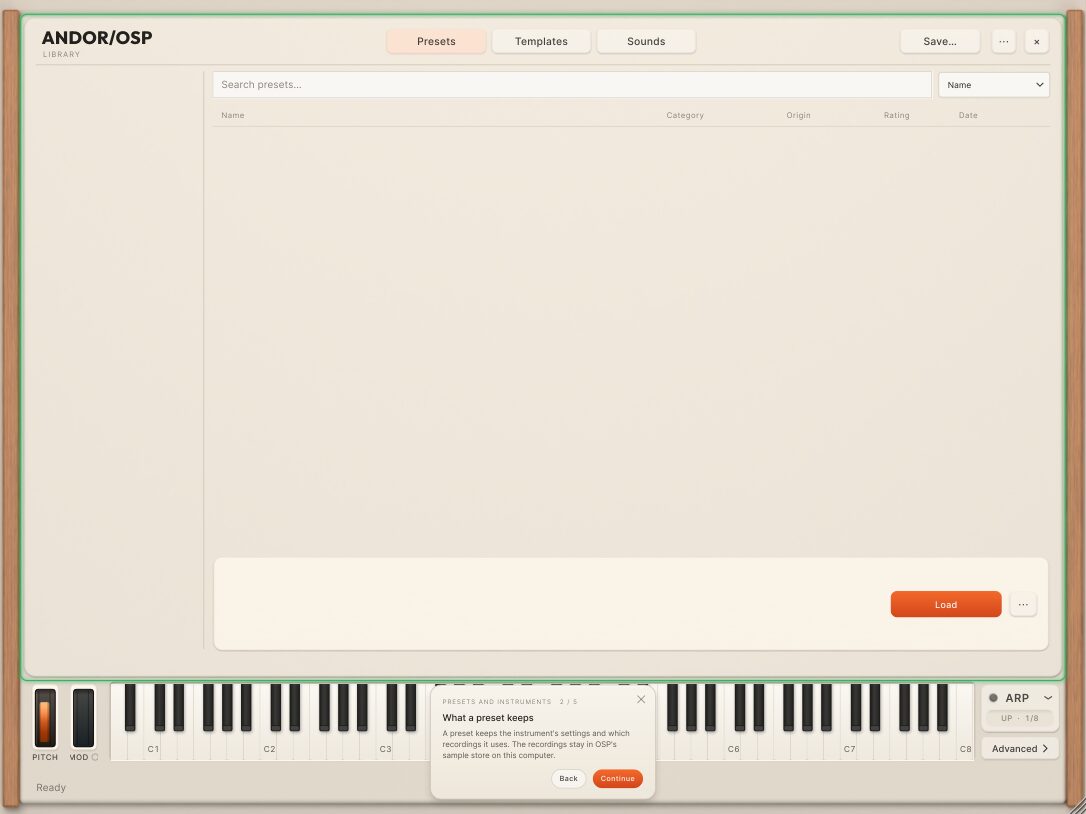 ANDOR/OSP
LIBRARY
Presets
Templates
Sounds
Save...
...
×
Search presets...
Name
Name Category Origin Rating Date
Load
...
PITCH
MOD
C1
C2
C3
C6
C7
C8
PRESETS AND INSTRUMENTS 2 / 5
What a preset keeps
A preset keeps the instrument's settings and which
recordings it uses. The recordings stay in OSP's
sample store on this computer.
Back
Continue
ARP
UP · 1/8
Advanced
Ready